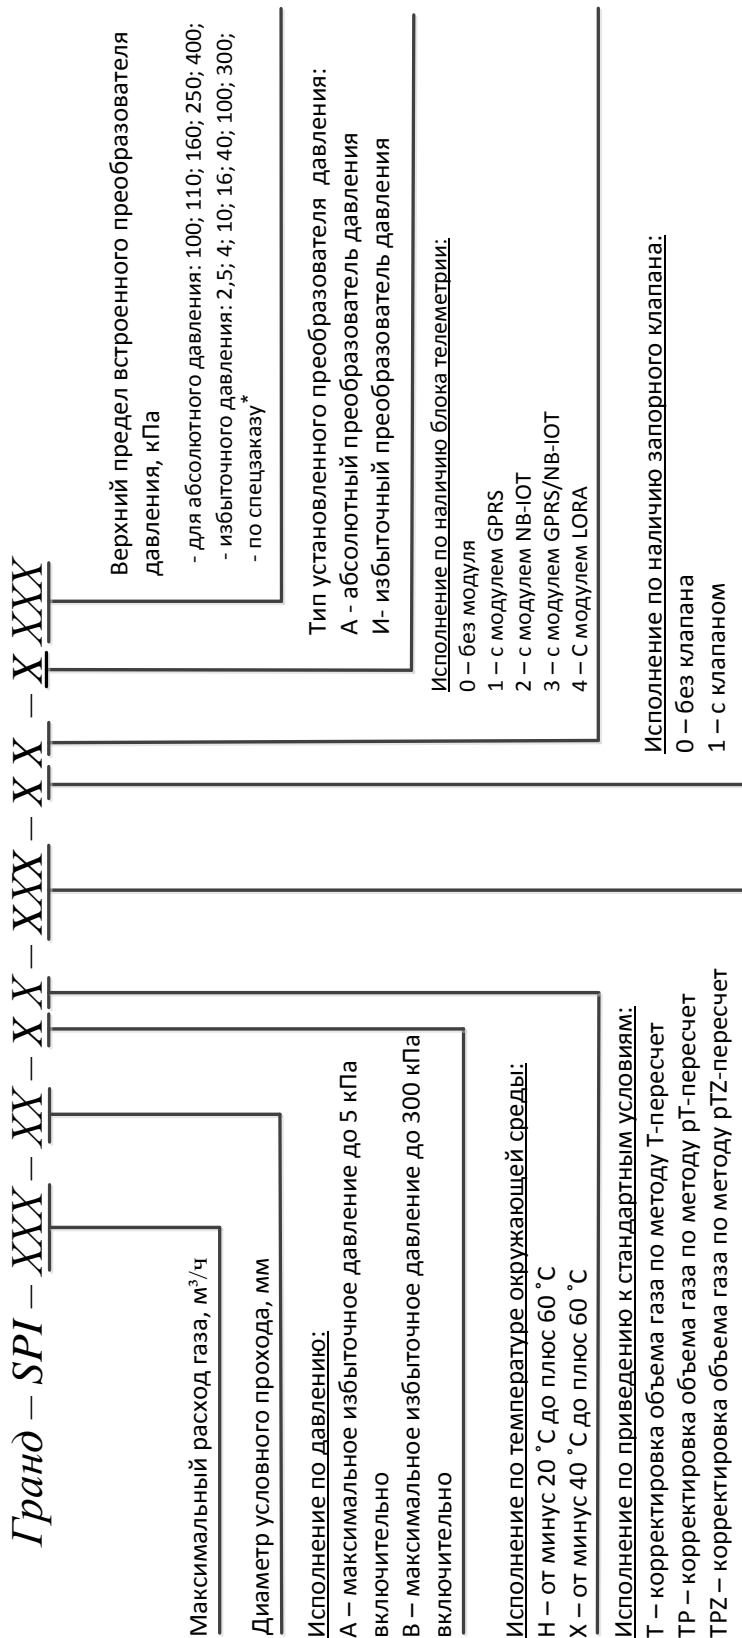 Гранд – SPI – XXX – XX – X X – XXX – X X – X XXX
Максимальный расход газа, м³/ч
Диаметр условного прохода, мм
Исполнение по давлению:
А – максимальное избыточное давление до 5 кПа
включительно
В – максимальное избыточное давление до 300 кПа
включительно
Исполнение по температуре окружающей среды:
Н – от минус 20 ˚С до плюс 60 ˚С
Х – от минус 40 ˚С до плюс 60 ˚С
Исполнение по приведению к стандартным условиям:
Т – корректировка объема газа по методу Т-пересчет
ТР – корректировка объема газа по методу рТ-пересчет
TPZ – корректировка объема газа по методу pTZ-пересчет
Верхний предел встроенного преобразователя
давления, кПа
- для абсолютного давления: 100; 110; 160; 250; 400;
- избыточного давления: 2,5; 4; 10; 16; 40; 100; 300;
- по спецзаказу*
Тип установленного преобразователя давления:
А - абсолютный преобразователь давления
И- избыточный преобразователь давления
Исполнение по наличию блока телеметрии:
0 – без модуля
1 – с модулем GPRS
2 – с модулем NB-IOT
3 – с модулем GPRS/NB-IOT
4 – С модулем LORA
Исполнение по наличию запорного клапана:
0 – без клапана
1 – с клапаном